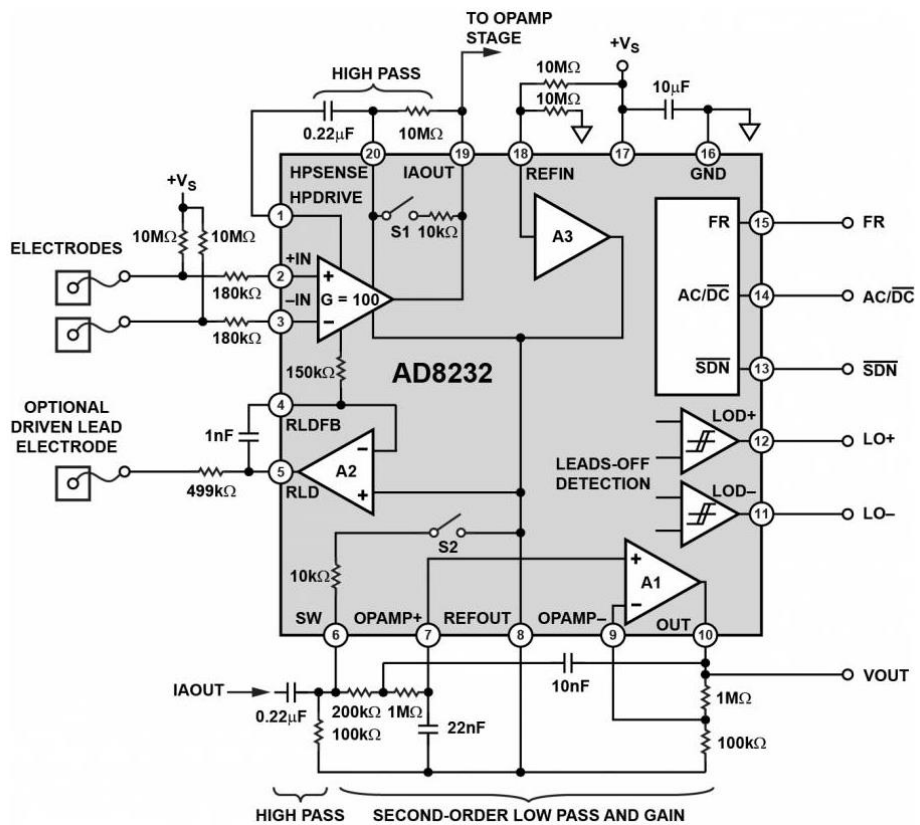 TO OPAMP
STAGE
+VS
HIGH PASS
10MΩ
10MΩ
10µF
0.22µF
10MΩ
20
19
18
17
16
HPSENSE
IAOUT
REFIN
GND
HPDRIVE
+VS
1
S1
10kΩ
A3
FR
15
FR
10MΩ
10MΩ
ELECTRODES
+IN
2
+
180kΩ
–IN
G = 100
AC/DC
14
AC/DC
3
–
180kΩ
150kΩ
AD8232
SDN
13
SDN
OPTIONAL
DRIVEN LEAD
ELECTRODE
4
RLDFB
1nF
–
A2
+
5
RLD
499kΩ
LOD+
12
LO+
LEADS-OFF
DETECTION
LOD–
11
LO–
S2
10kΩ
+
A1
–
SW
OPAMP+
REFOUT
OPAMP–
OUT
6
7
8
9
10
10nF
VOUT
IAOUT
0.22µF
200kΩ
1MΩ
1MΩ
100kΩ
22nF
100kΩ
HIGH PASS
SECOND-ORDER LOW PASS AND GAIN